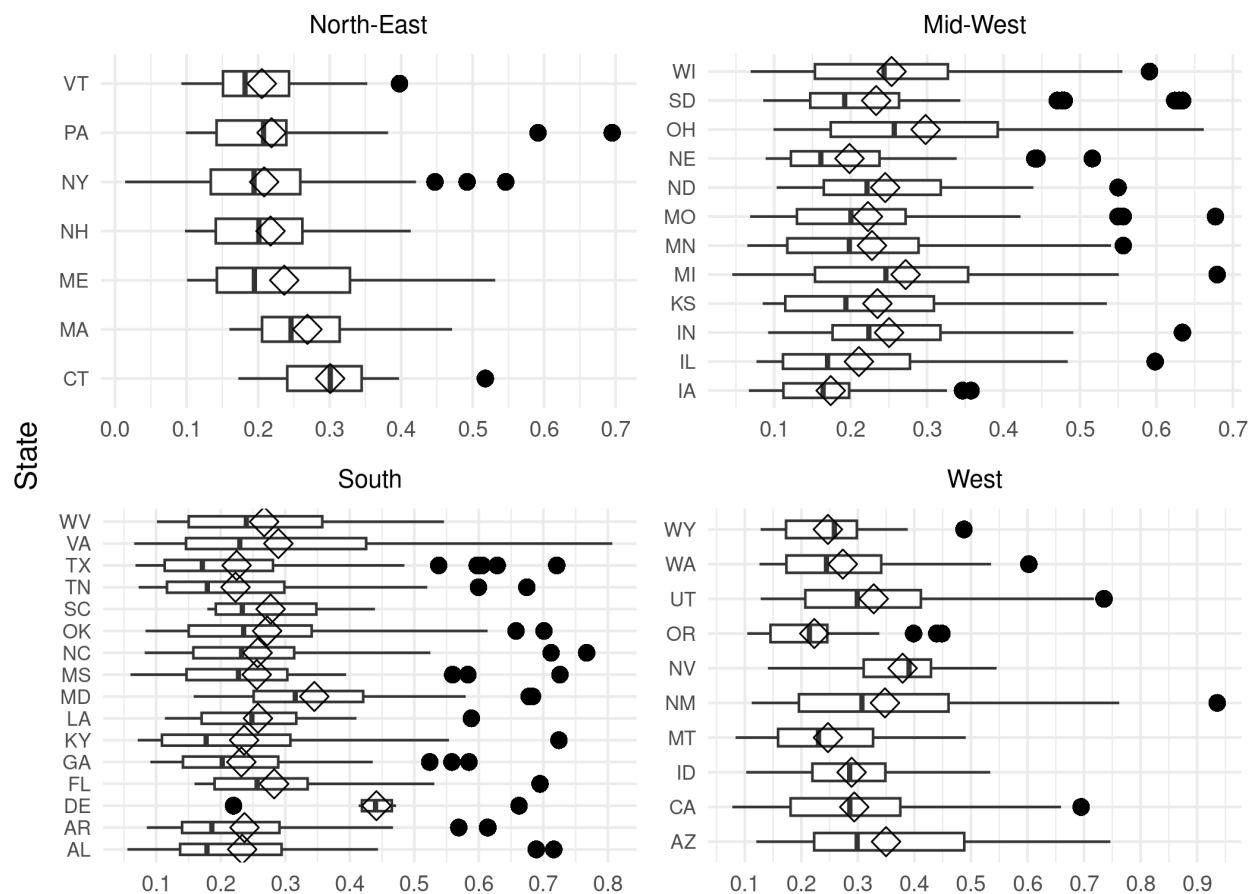 State
North-East
VT
PA
NY
NH
ME
MA
CT
0.0 0.1 0.2 0.3 0.4 0.5 0.6 0.7
Mid-West
WI
SD
OH
NE
ND
MO
MN
MI
KS
IN
IL
IA
0.1 0.2 0.3 0.4 0.5 0.6 0.7
South
WV
VA
TX
TN
SC
OK
NC
MS
MD
LA
KY
GA
FL
DE
AR
AL
0.1 0.2 0.3 0.4 0.5 0.6 0.7 0.8
West
WY
WA
UT
OR
NV
NM
MT
ID
CA
AZ
0.1 0.2 0.3 0.4 0.5 0.6 0.7 0.8 0.9